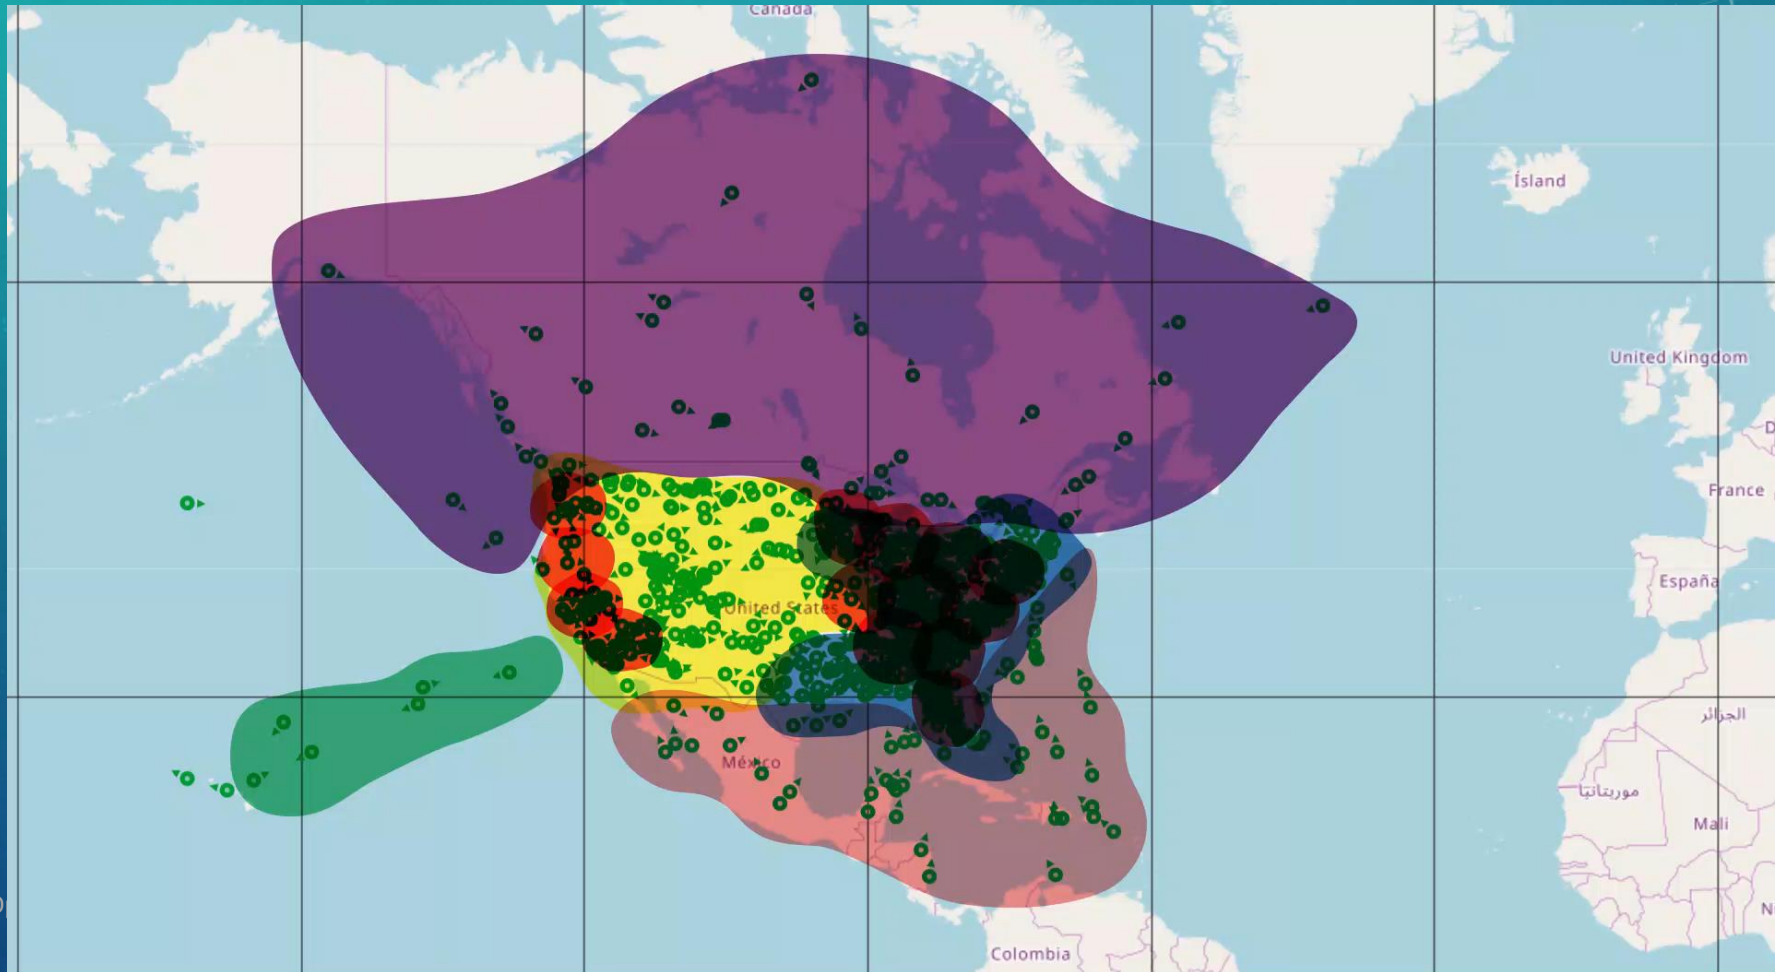 Canada
Ísland
United Kingdom
France
España
United States
México
الجزائر
موريتانيا
Mali
Colombia